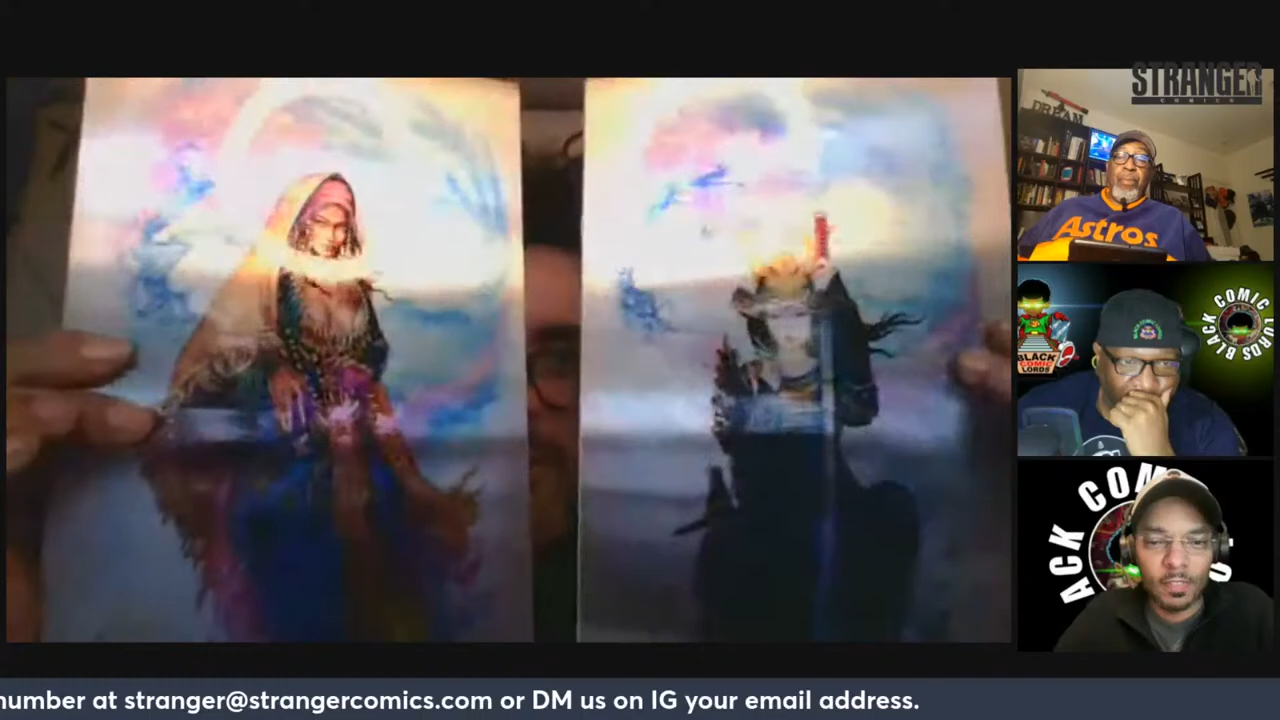 STRANGER
COMICS
DREAM
Astros
BLACK
COMIC
LORDS
BLACK COMIC LORDS
ACK COM
number at stranger@strangercomics.com or DM us on IG your email address.